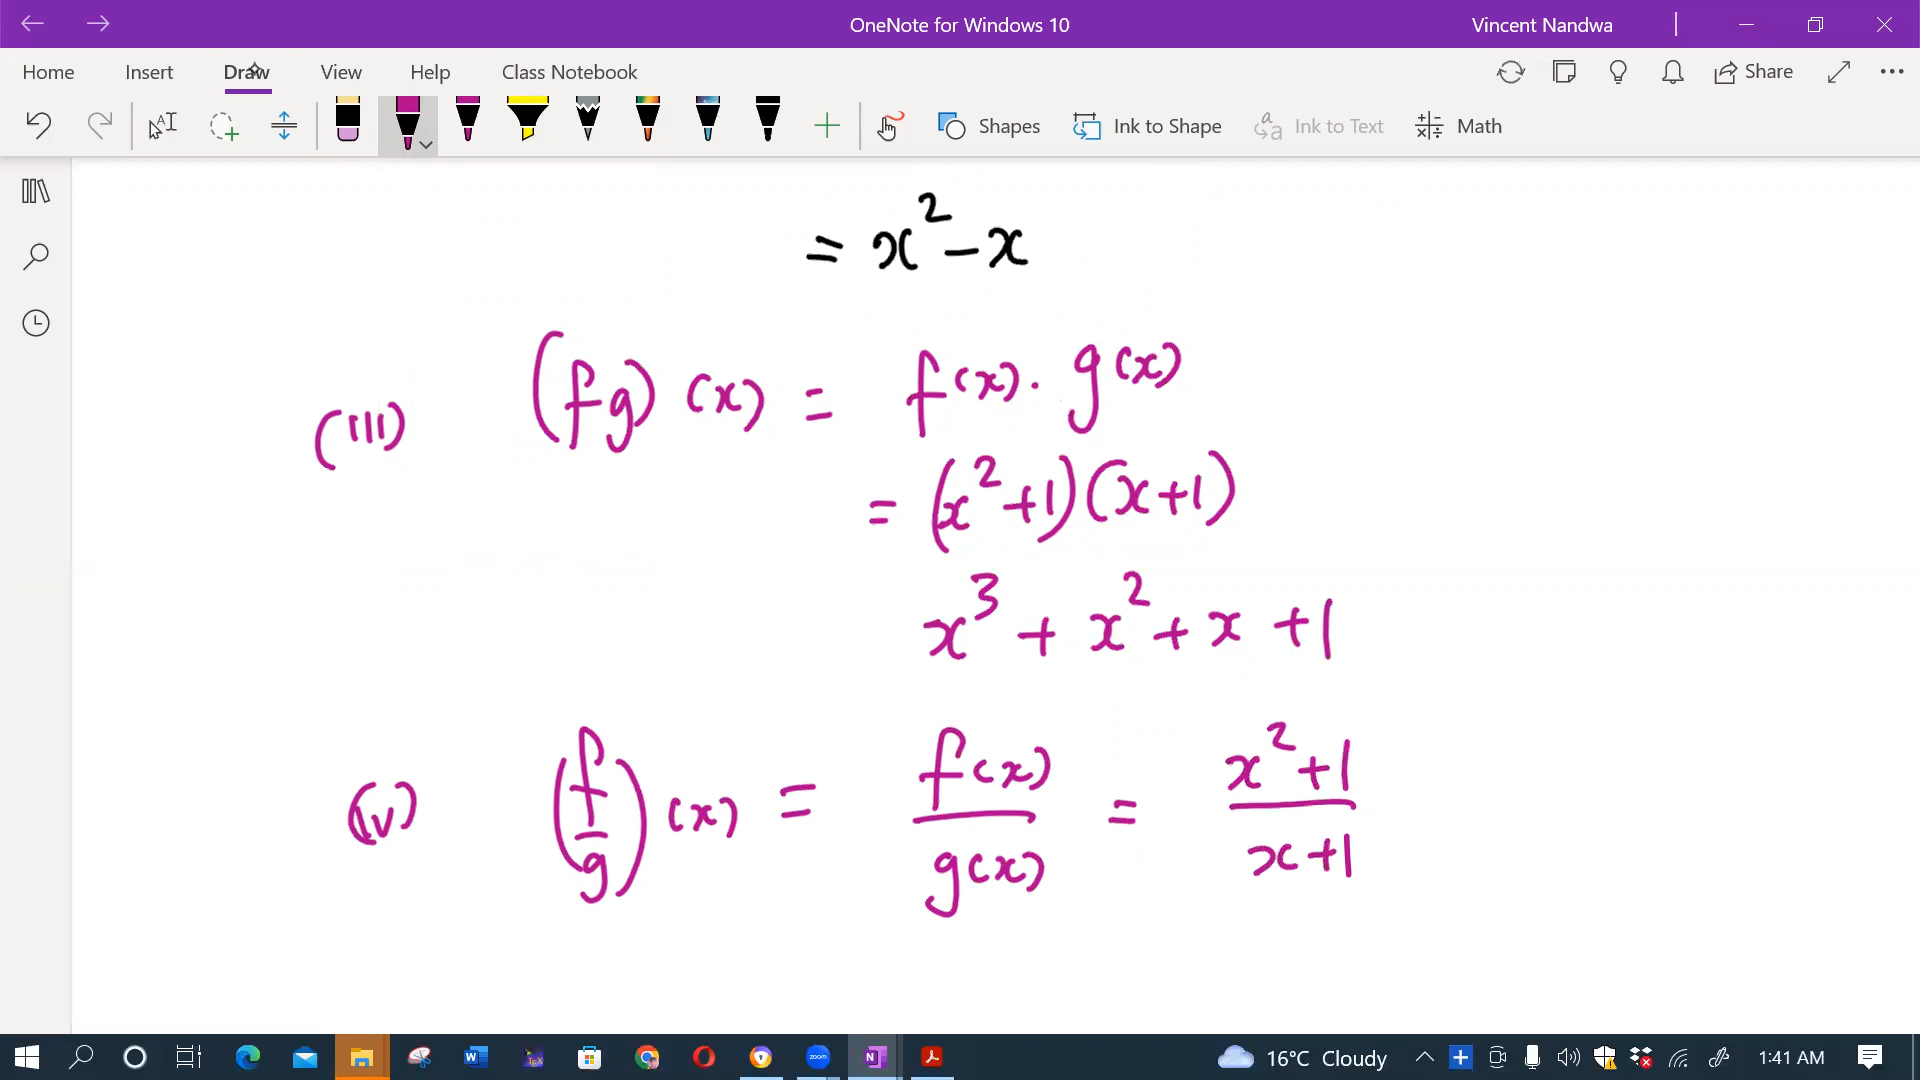 OneNote for Windows 10
Vincent Nandwa
Home Insert Draw View Help Class Notebook Share
Shapes Ink to Shape Ink to Text Math
= x² - x
(III) (fg)(x) = f(x) · g(x)
= (x² + 1)(x + 1)
x³ + x² + x + 1
(IV) (f/g)(x) = f(x)/g(x) = x² + 1/x + 1
16°C Cloudy 1:41 AM